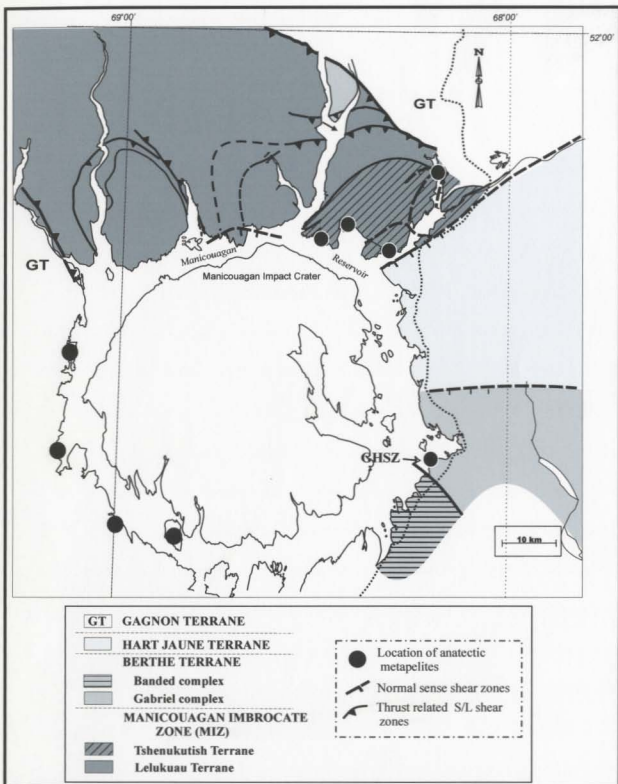 69°00' 68°00'
52°00'
N
GT
GT
Manicouagan Reservoir
Manicouagan Impact Crater
GHSZ
10 km
GT GAGNON TERRANE
HART JAUNE TERRANE
BERTHE TERRANE
Banded complex
Gabriel complex
MANICOUAGAN IMBROCATE
ZONE (MIZ)
Tshenukutish Terrane
Lelukuau Terrane
Location of anatectic
metapelites
Normal sense shear zones
Thrust related S/L shear
zones